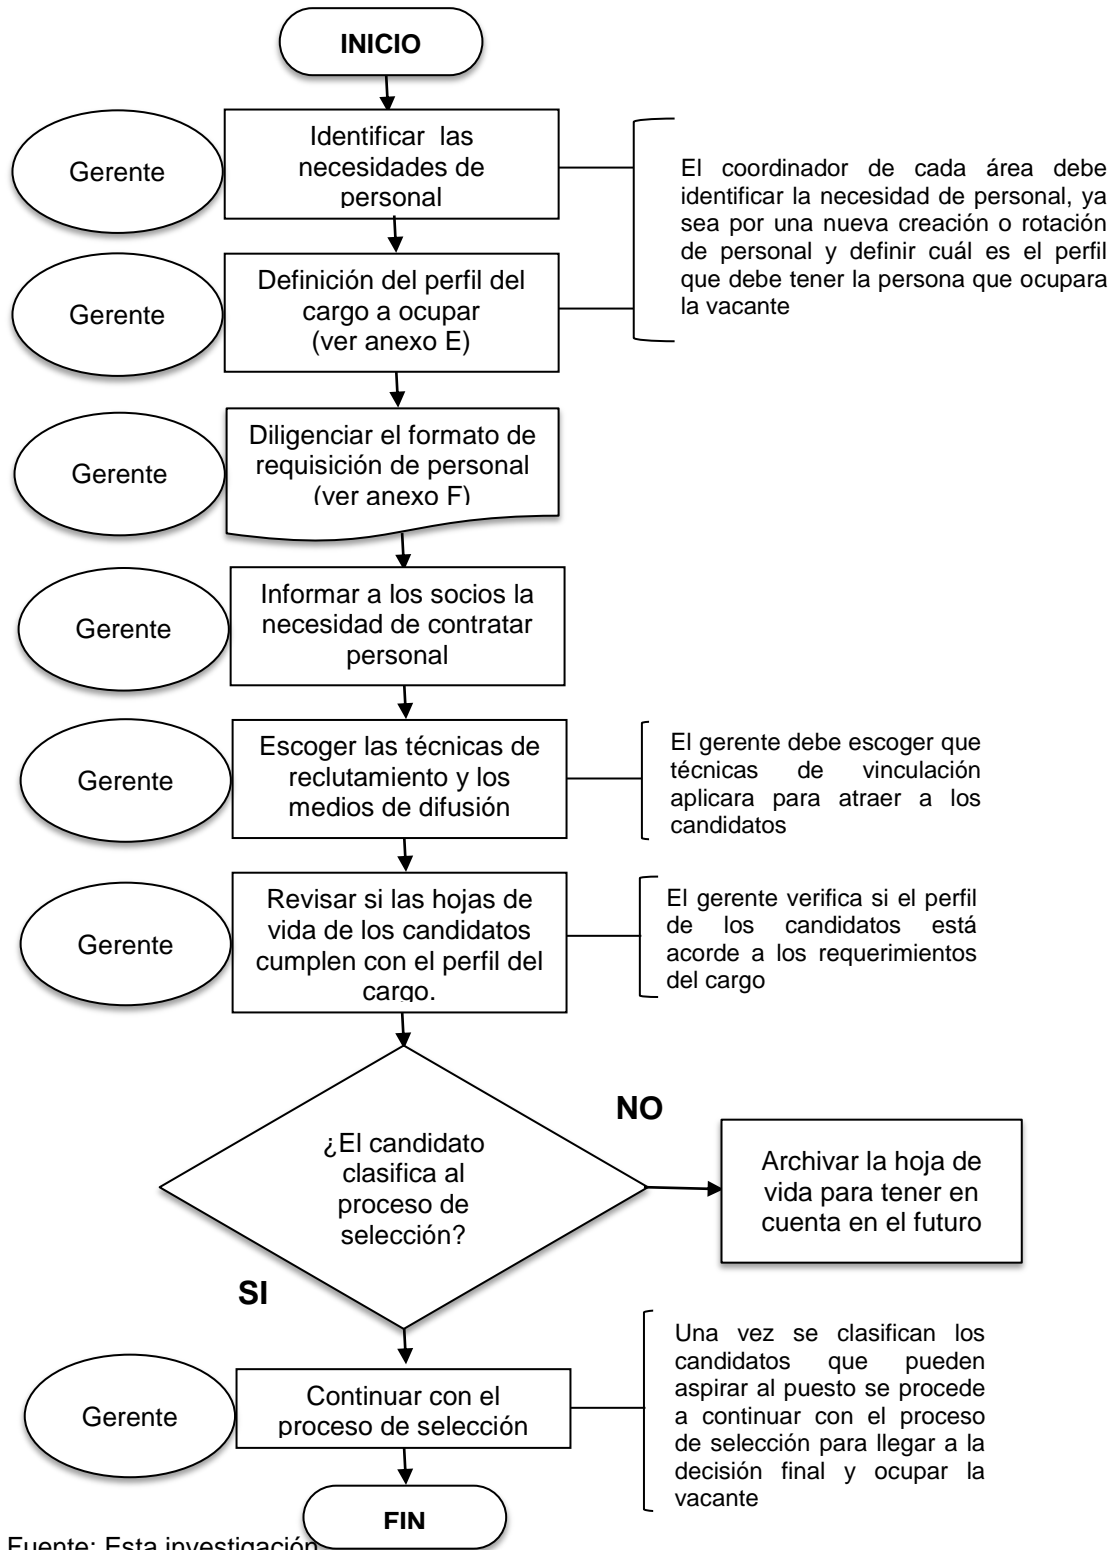 INICIO
Gerente
Identificar las
necesidades de
personal
El coordinador de cada área debe
identificar la necesidad de personal, ya
sea por una nueva creación o rotación
de personal y definir cuál es el perfil
que debe tener la persona que ocupara
la vacante
Gerente
Definición del perfil del
cargo a ocupar
(ver anexo E)
Gerente
Diligenciar el formato de
requisición de personal
(ver anexo F)
Gerente
Informar a los socios la
necesidad de contratar
personal
Gerente
Escoger las técnicas de
reclutamiento y los
medios de difusión
El gerente debe escoger que
técnicas de vinculación
aplicara para atraer a los
candidatos
Gerente
Revisar si las hojas de
vida de los candidatos
cumplen con el perfil del
cargo.
El gerente verifica si el perfil
de los candidatos está
acorde a los requerimientos
del cargo
¿El candidato
clasifica al
proceso de
selección?
NO
Archivar la hoja de
vida para tener en
cuenta en el futuro
SI
Gerente
Continuar con el
proceso de selección
Una vez se clasifican los
candidatos que pueden
aspirar al puesto se procede
a continuar con el proceso
de selección para llegar a la
decisión final y ocupar la
vacante
FIN
Fuente: Esta investigación